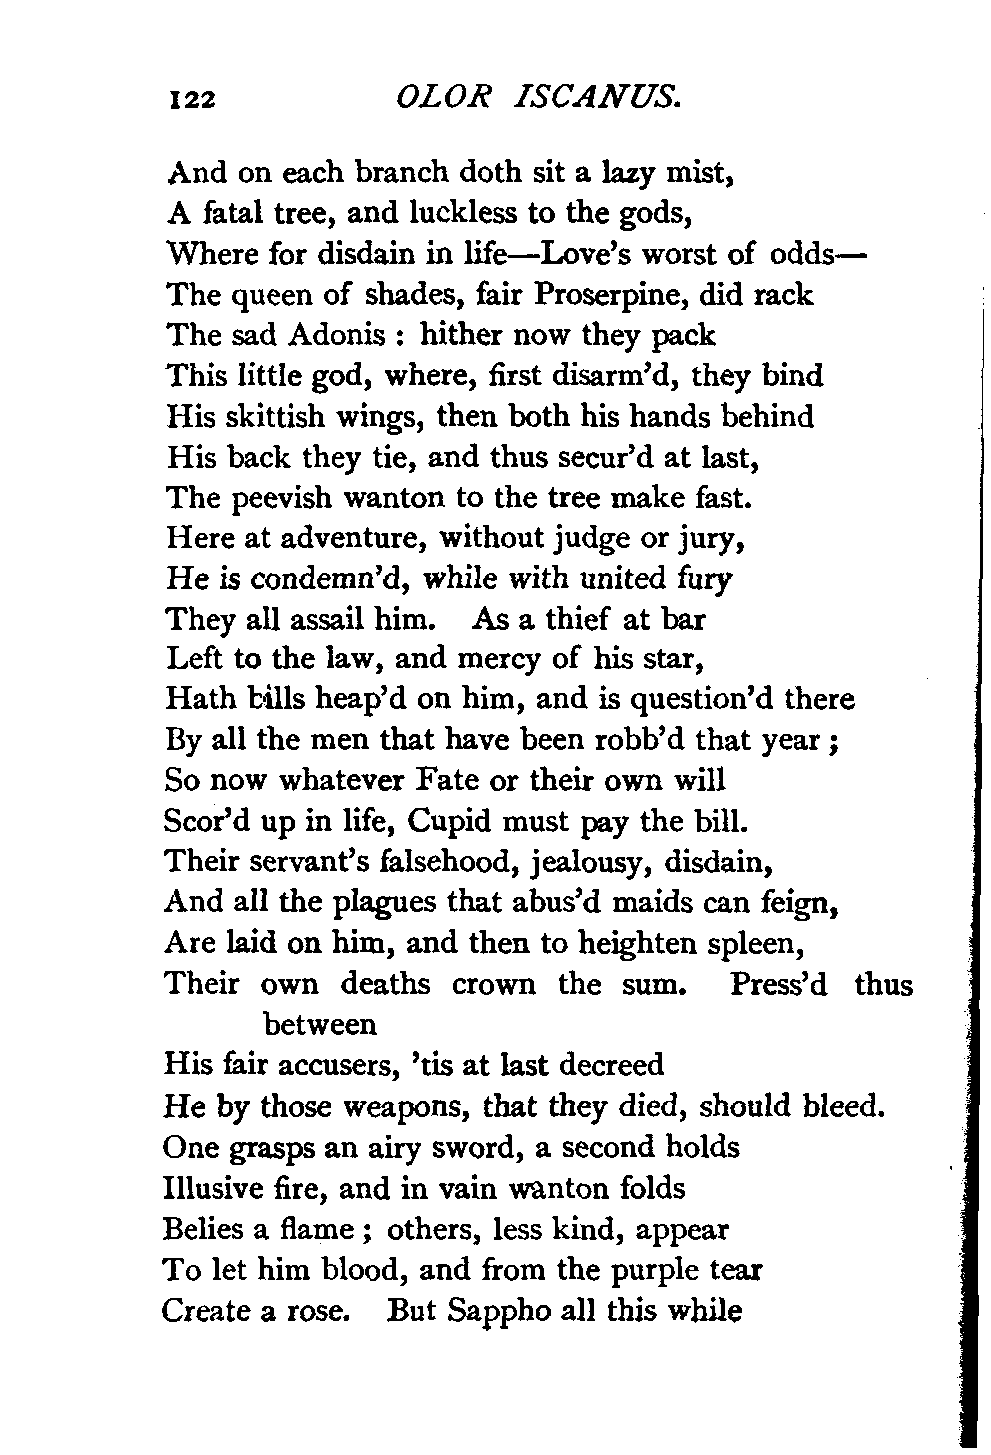 122 OLOR ISCANUS.
And on each branch doth sit a lazy mist,
A fatal tree, and luckless to the gods,
Where for disdain in life—Love's worst of odds—
The queen of shades, fair Proserpine, did rack
The sad Adonis : hither now they pack
This little god, where, first disarm'd, they bind
His skittish wings, then both his hands behind
His back they tie, and thus secur'd at last,
The peevish wanton to the tree make fast.
Here at adventure, without judge or jury,
He is condemn'd, while with united fury
They all assail him. As a thief at bar
Left to the law, and mercy of his star,
Hath bills heap'd on him, and is question'd there
By all the men that have been robb'd that year ;
So now whatever Fate or their own will
Scor'd up in life, Cupid must pay the bill.
Their servant's falsehood, jealousy, disdain,
And all the plagues that abus'd maids can feign,
Are laid on him, and then to heighten spleen,
Their own deaths crown the sum. Press'd thus
between
His fair accusers, 'tis at last decreed
He by those weapons, that they died, should bleed.
One grasps an airy sword, a second holds
Illusive fire, and in vain wanton folds
Belies a flame ; others, less kind, appear
To let him blood, and from the purple tear
Create a rose. But Sappho all this while